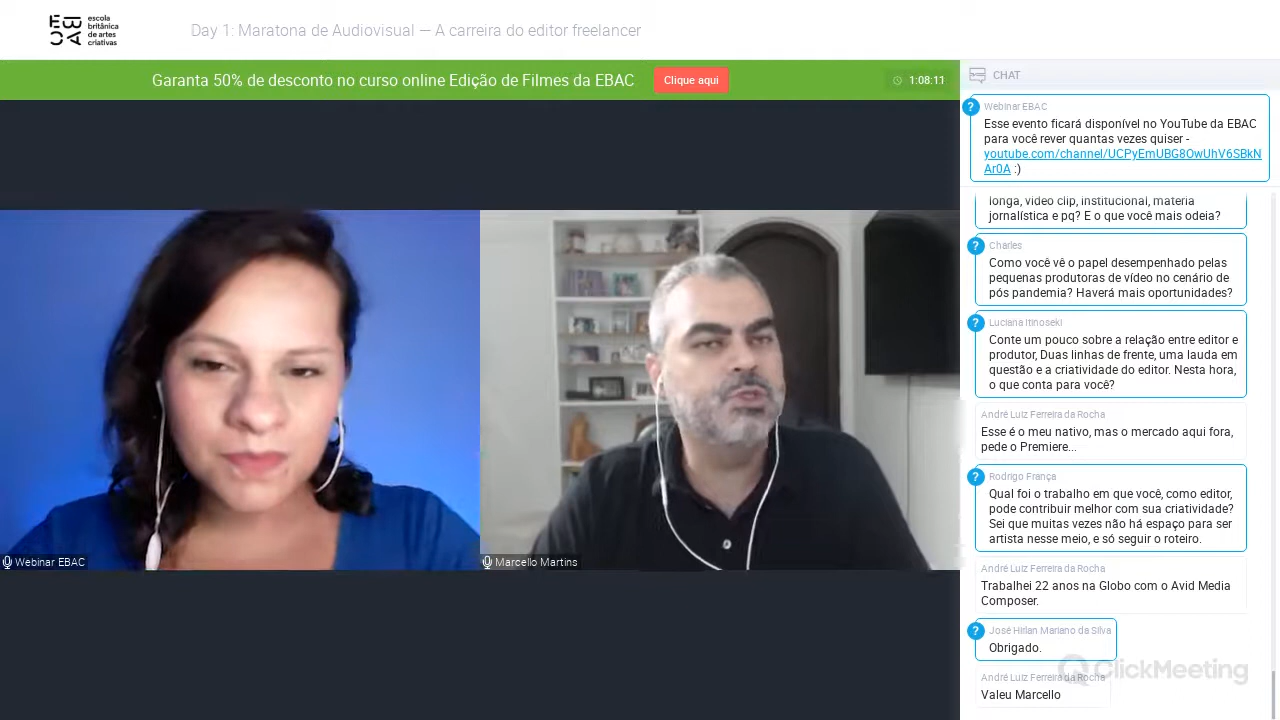 escola
britânica
de artes
criativas
EBAC
Day 1: Maratona de Audiovisual — A carreira do editor freelancer
Garanta 50% de desconto no curso online Edição de Filmes da EBAC
Clique aqui
1:08:11
CHAT
Webinar EBAC
Esse evento ficará disponível no YouTube da EBAC
para você rever quantas vezes quiser -
youtube.com/channel/UCPyEmUBG8OwUhV6SBkN
Ar0A :)
longa, vídeo clip, institucional, matéria
jornalística e pq? E o que você mais odeia?
Charles
Como você vê o papel desempenhado pelas
pequenas produtoras de vídeo no cenário de
pós pandemia? Haverá mais oportunidades?
Luciana Itinoseki
Conte um pouco sobre a relação entre editor e
produtor, Duas linhas de frente, uma lauda em
questão e a criatividade do editor. Nesta hora,
o que conta para você?
André Luiz Ferreira da Rocha
Esse é o meu nativo, mas o mercado aqui fora,
pede o Premiere...
Rodrigo França
Qual foi o trabalho em que você, como editor,
pode contribuir melhor com sua criatividade?
Sei que muitas vezes não há espaço para ser
artista nesse meio, e só seguir o roteiro.
André Luiz Ferreira da Rocha
Trabalhei 22 anos na Globo com o Avid Media
Composer.
José Hirlan Mariano da Silva
Obrigado.
André Luiz Ferreira da Rocha
Valeu Marcello
ClickMeeting
Webinar EBAC
Marcello Martins